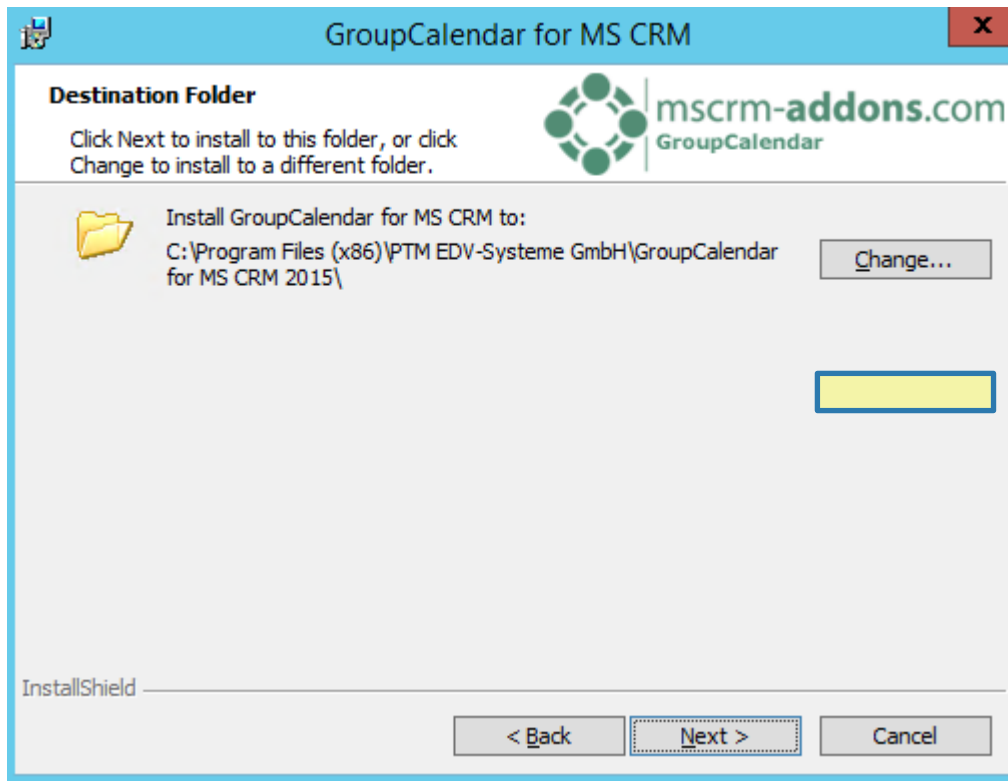 GroupCalendar for MS CRM
x
Destination Folder
mscrm-addons.com
GroupCalendar
Click Next to install to this folder, or click
Change to install to a different folder.
Install GroupCalendar for MS CRM to:
C:\Program Files (x86)\PTM EDV-Systeme GmbH\GroupCalendar
for MS CRM 2015\
Change...
InstallShield
< Back
Next >
Cancel